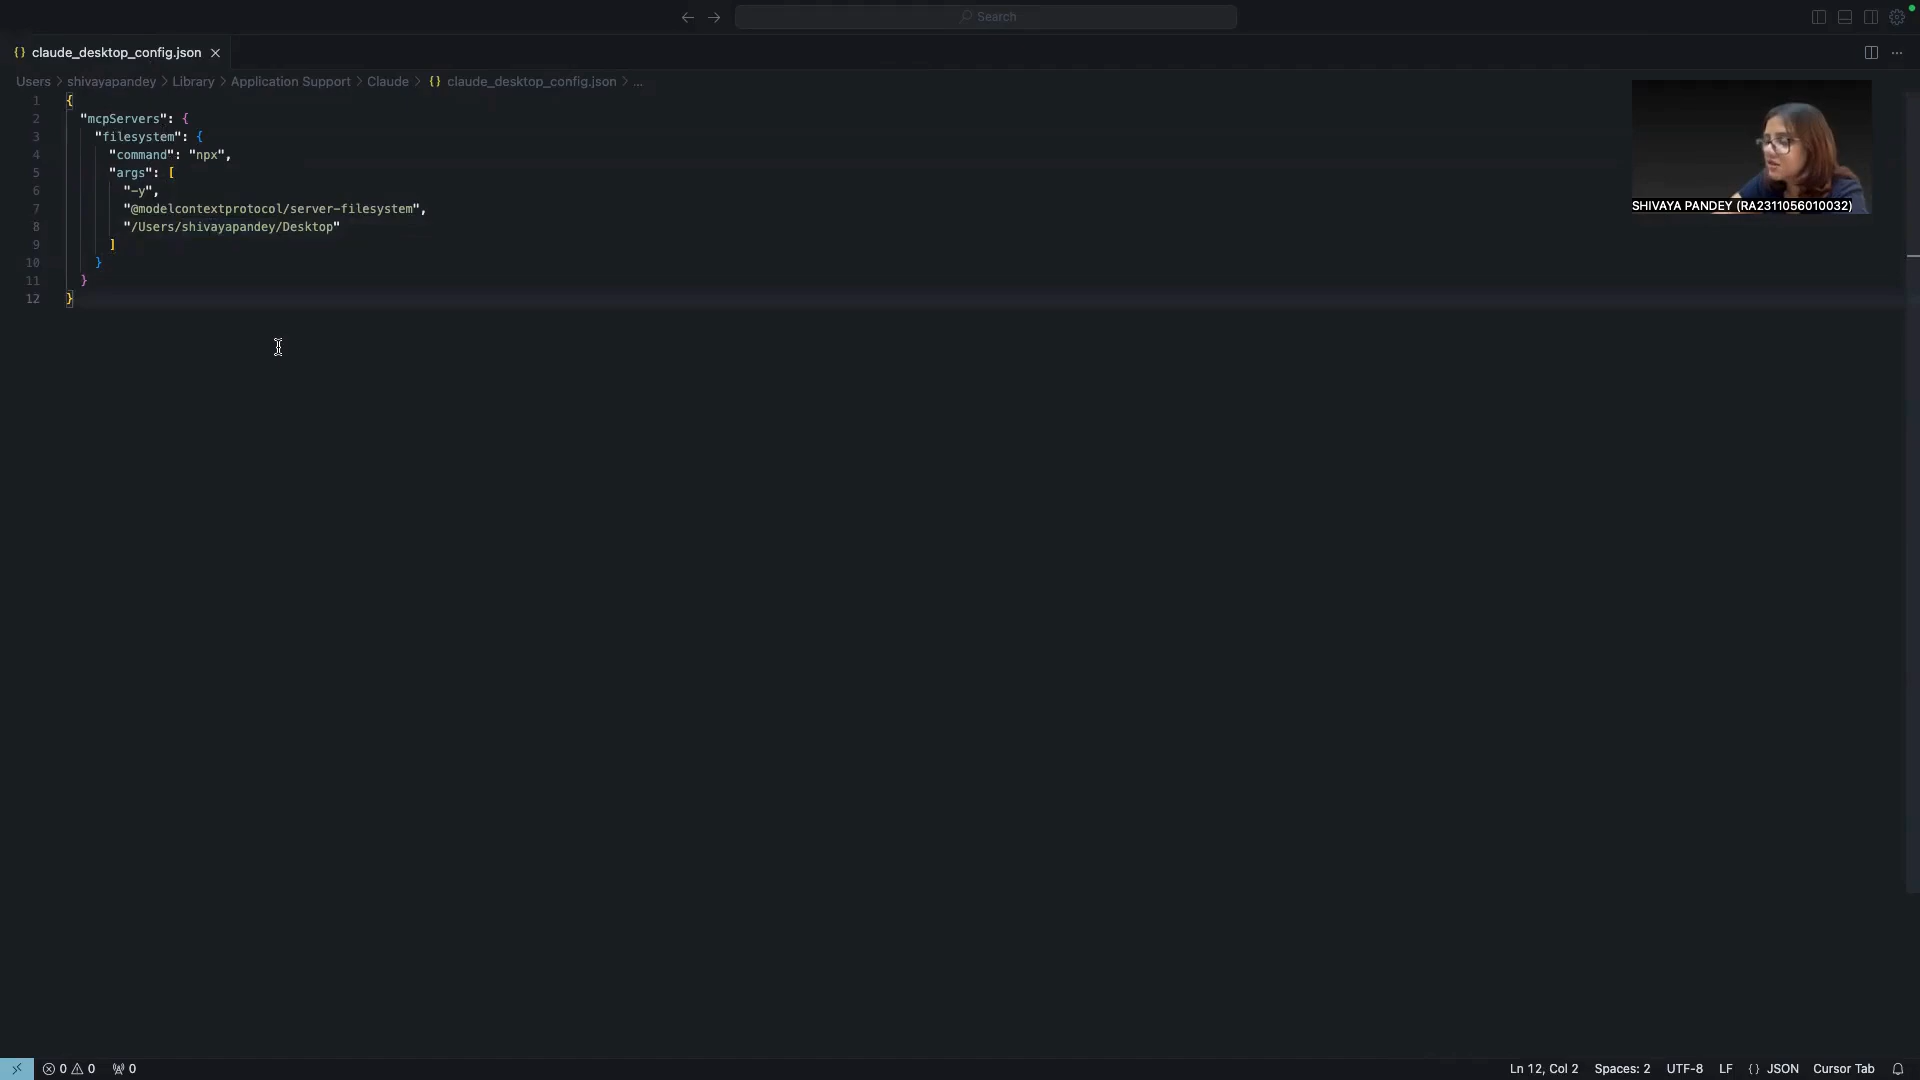 Search
{} claude_desktop_config.json ×
Users > shivayapandey > Library > Application Support > Claude > {} claude_desktop_config.json > ...
1 {
2 "mcpServers": {
3 "filesystem": {
4 "command": "npx",
5 "args": [
6 "-y",
7 "@modelcontextprotocol/server-filesystem",
8 "/Users/shivayapandey/Desktop"
9 ]
10 }
11 }
12 }
SHIVAYA PANDEY (RA2311056010032)
0 0 0 Ln 12, Col 2 Spaces: 2 UTF-8 LF {} JSON Cursor Tab